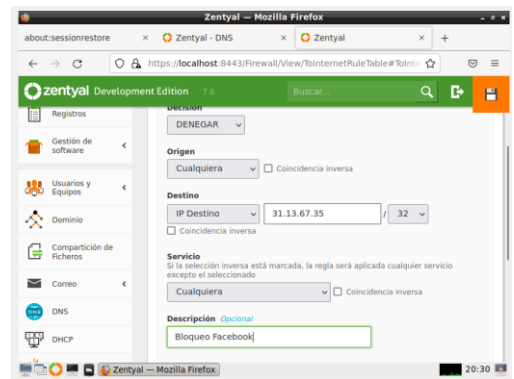 Zentyal — Mozilla Firefox
about:sessionrestore × Zentyal - DNS × Zentyal × +
https://localhost:8443/Firewall/View/ToInternetRuleTable#ToInte
zentyal Development Edition 7.0 Buscar...
Registros
Gestión de
software
Usuarios y
Equipos
Dominio
Compartición de
Ficheros
Correo
DNS
DHCP
Decisión
DENEGAR
Origen
Cualquiera Coincidencia inversa
Destino
IP Destino 31.13.67.35 / 32
Coincidencia inversa
Servicio
Si la selección inversa está marcada, la regla será aplicada cualquier servicio
excepto el seleccionado
Cualquiera Coincidencia inversa
Descripción Opcional
Bloqueo Facebook
Zentyal — Mozilla Firefox 20:30